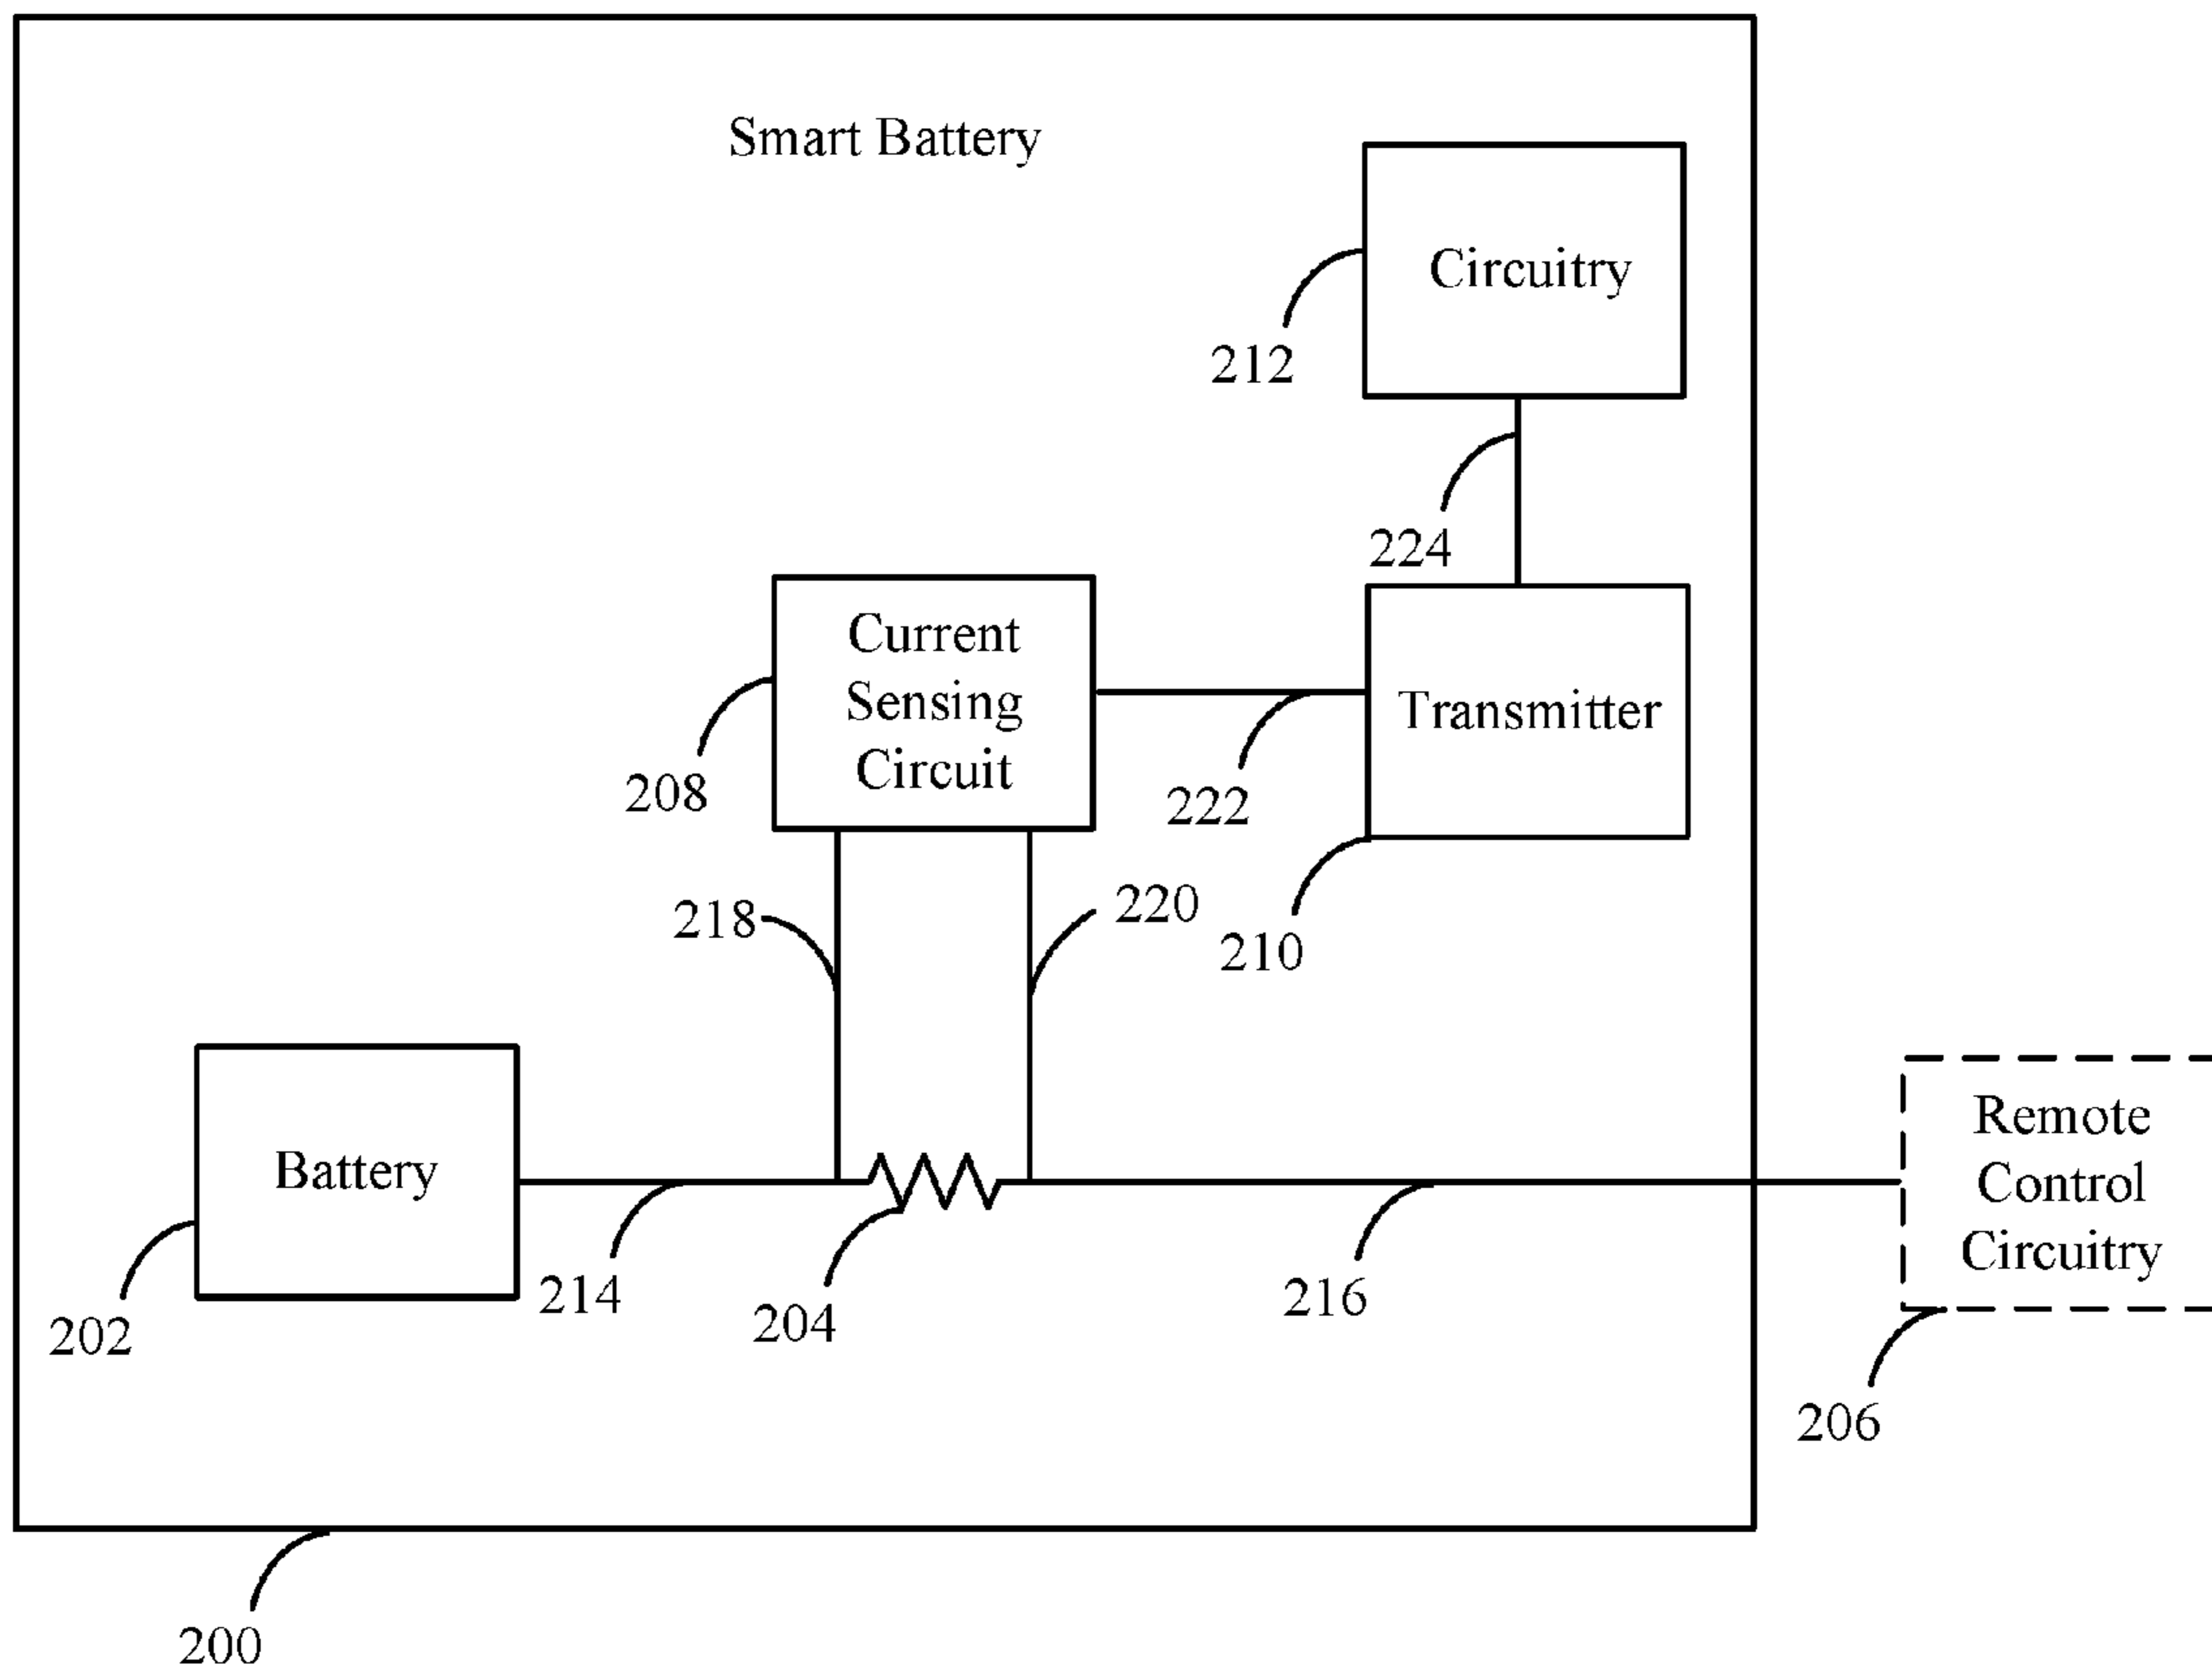 Smart Battery
Circuitry
212
224
Current
Sensing
Circuit
Transmitter
208
222
218
220
210
Battery
Remote
Control
Circuitry
202
214
204
216
206
200